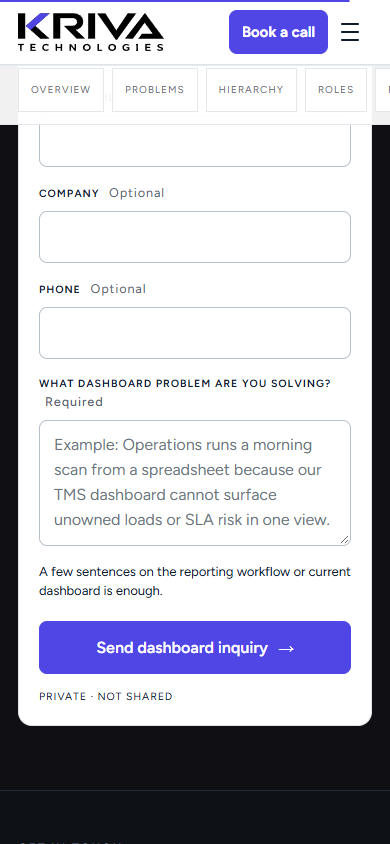 KRIVA
TECHNOLOGIES
Book a call
OVERVIEW
PROBLEMS
HIERARCHY
ROLES
COMPANY Optional
PHONE Optional
WHAT DASHBOARD PROBLEM ARE YOU SOLVING?
Required
Example: Operations runs a morning
scan from a spreadsheet because our
TMS dashboard cannot surface
unowned loads or SLA risk in one view.
A few sentences on the reporting workflow or current
dashboard is enough.
Send dashboard inquiry →
PRIVATE · NOT SHARED